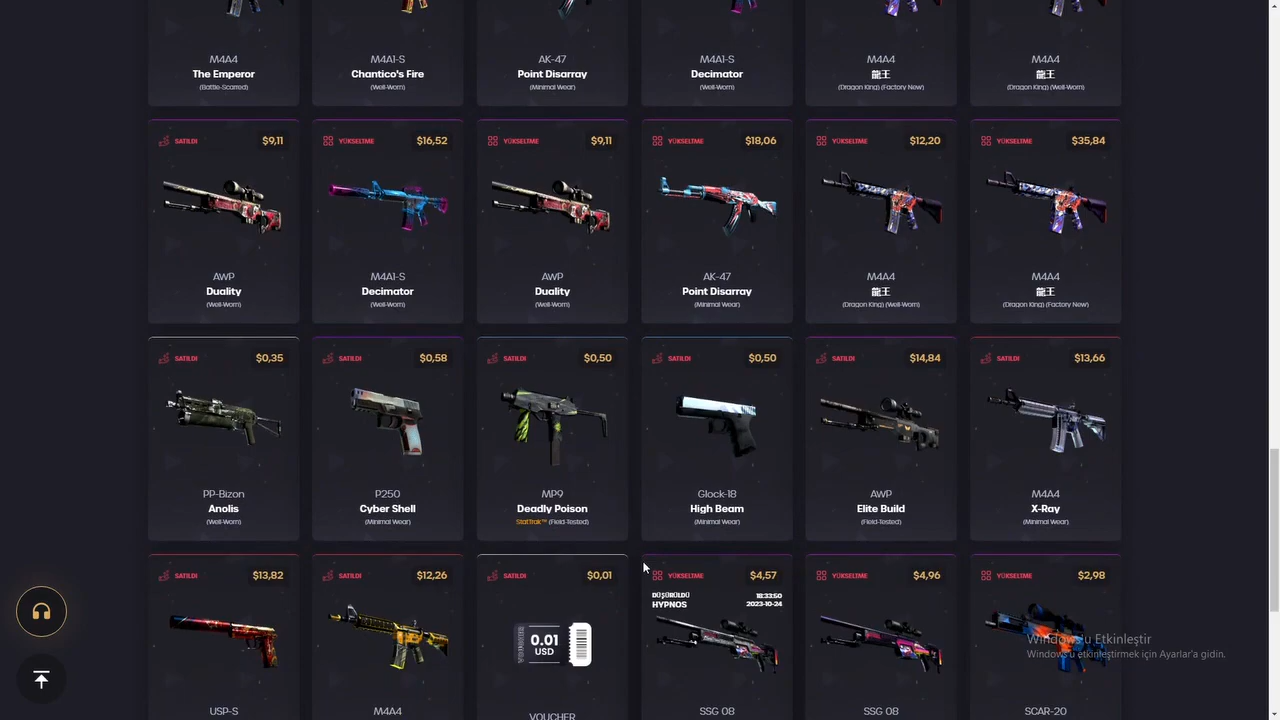 M4A4
The Emperor
(Battle-Scarred)
M4A1-S
Chantico's Fire
(Well-Worn)
AK-47
Point Disarray
(Minimal Wear)
M4A1-S
Decimator
(Well-Worn)
M4A4
龍王
(Dragon King) (Factory New)
M4A4
龍王
(Dragon King) (Well-Worn)
SATILDI $9,11
AWP
Duality
(Well-Worn)
YÜKSELTME $16,52
M4A1-S
Decimator
(Well-Worn)
YÜKSELTME $9,11
AWP
Duality
(Well-Worn)
YÜKSELTME $18,06
AK-47
Point Disarray
(Minimal Wear)
YÜKSELTME $12,20
M4A4
龍王
(Dragon King) (Well-Worn)
YÜKSELTME $35,84
M4A4
龍王
(Dragon King) (Factory New)
SATILDI $0,35
PP-Bizon
Anolis
(Well-Worn)
SATILDI $0,58
P250
Cyber Shell
(Minimal Wear)
SATILDI $0,50
MP9
Deadly Poison
StatTrak™ (Field-Tested)
SATILDI $0,50
Glock-18
High Beam
(Minimal Wear)
SATILDI $14,84
AWP
Elite Build
(Field-Tested)
SATILDI $13,66
M4A4
X-Ray
(Minimal Wear)
SATILDI $13,82
USP-S
SATILDI $12,26
M4A4
SATILDI $0,01
VOUCHER
0.01
USD
VOUCHER
YÜKSELTME $4,57
DÜŞÜRÜLDÜ 18:33:50
HYPNOS 2023-10-24
SSG 08
YÜKSELTME $4,96
SSG 08
YÜKSELTME $2,98
SCAR-20
Windows'u Etkinleştir
Windows'u etkinleştirmek için Ayarlar'a gidin.